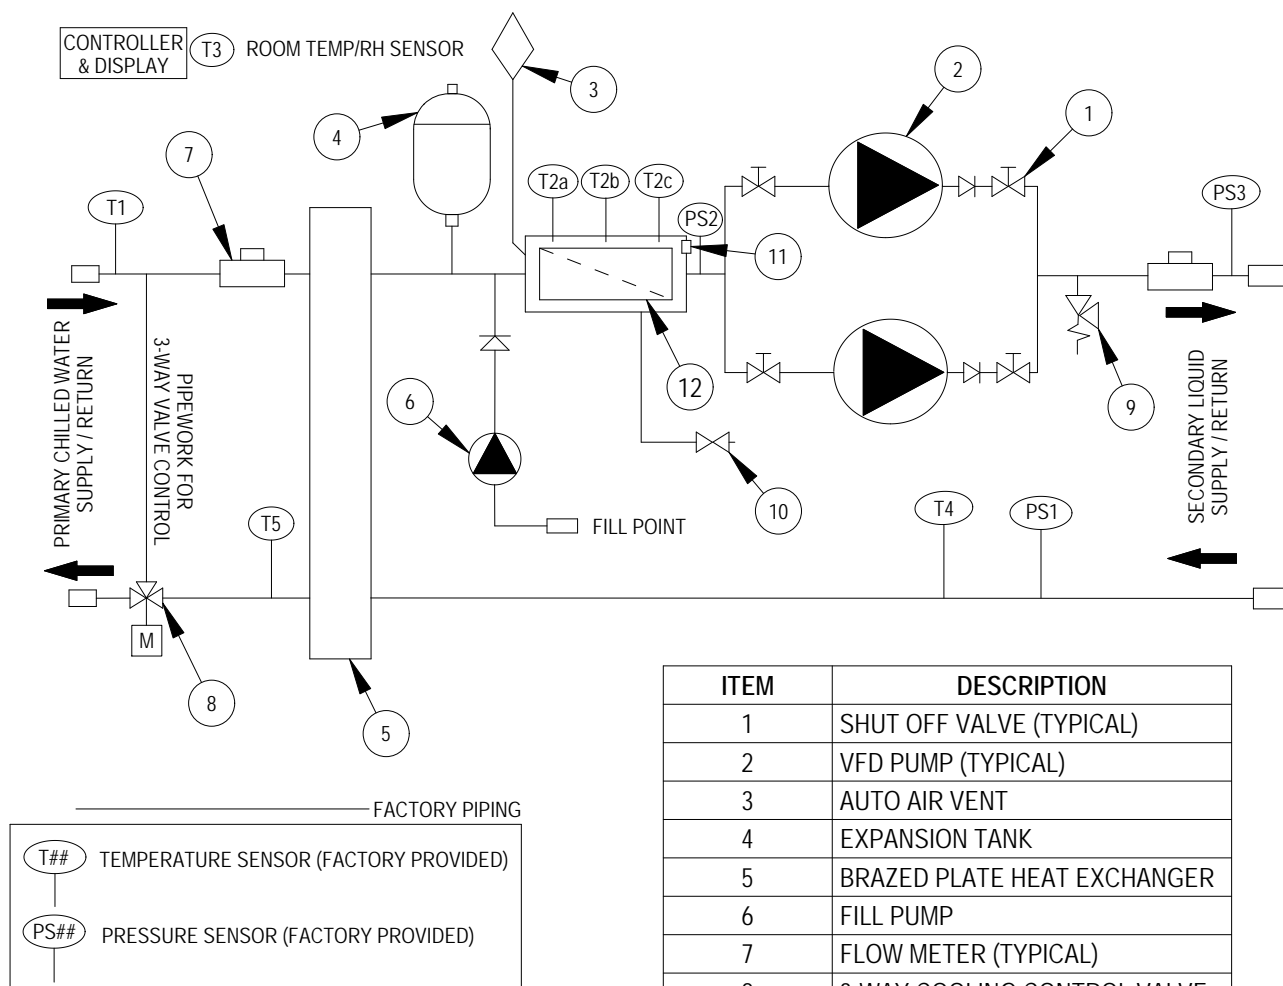 CONTROLLER
& DISPLAY
T3 ROOM TEMP/RH SENSOR
3
2
4
1
7
T1
T2a T2b T2c
PS2
PS3
11
12
6
9
10
PRIMARY CHILLED WATER
SUPPLY / RETURN
PIPEWORK FOR
3-WAY VALVE CONTROL
SECONDARY LIQUID
SUPPLY / RETURN
T5
FILL POINT
T4
PS1
M
8
5
FACTORY PIPING
T## TEMPERATURE SENSOR (FACTORY PROVIDED)
PS## PRESSURE SENSOR (FACTORY PROVIDED)
ITEM DESCRIPTION
1 SHUT OFF VALVE (TYPICAL)
2 VFD PUMP (TYPICAL)
3 AUTO AIR VENT
4 EXPANSION TANK
5 BRAZED PLATE HEAT EXCHANGER
6 FILL PUMP
7 FLOW METER (TYPICAL)
WAY COOLING CONTROL VALVE